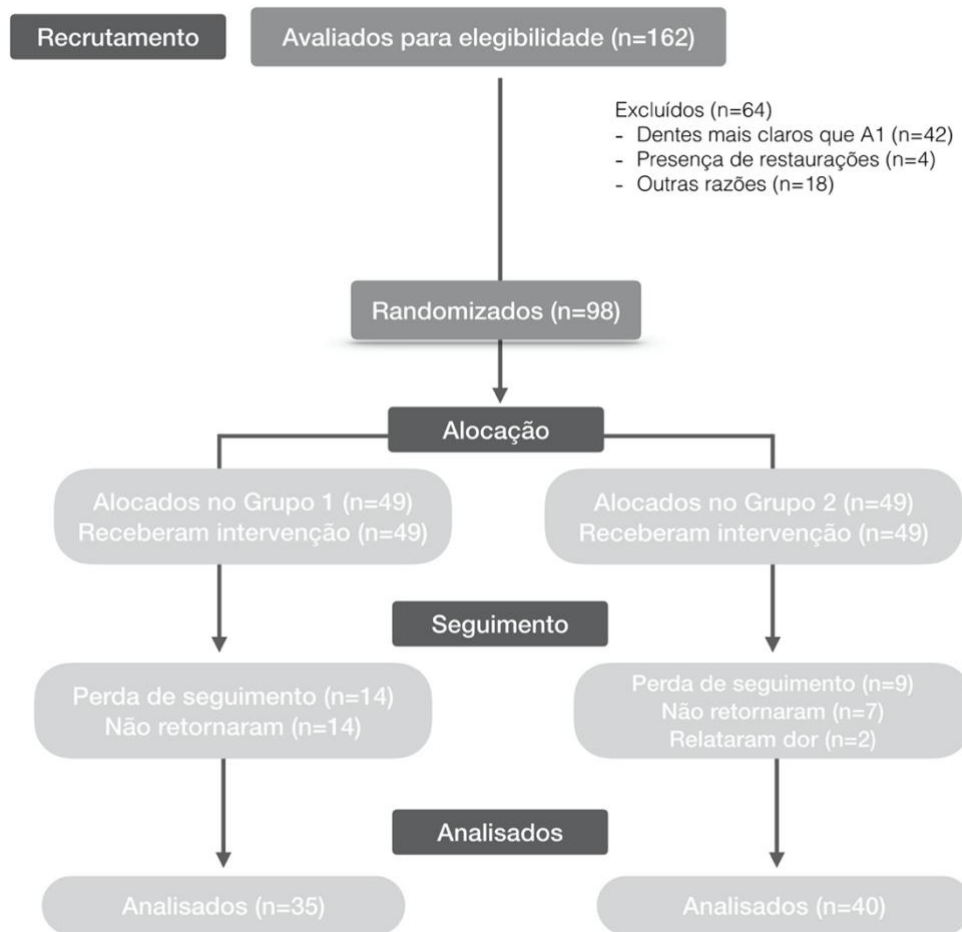 Recrutamento
Avaliados para elegibilidade (n=162)
Excluídos (n=64)
- Dentes mais claros que A1 (n=42)
- Presença de restaurações (n=4)
- Outras razões (n=18)
Randomizados (n=98)
Alocação
Alocados no Grupo 1 (n=49)
Receberam intervenção (n=49)
Alocados no Grupo 2 (n=49)
Receberam intervenção (n=49)
Seguimento
Perda de seguimento (n=14)
Não retornaram (n=14)
Perda de seguimento (n=9)
Não retornaram (n=7)
Relataram dor (n=2)
Analisados
Analisados (n=35)
Analisados (n=40)